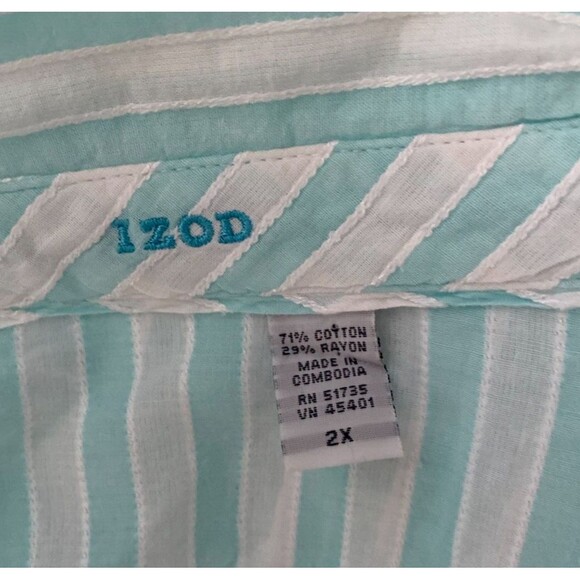 IZOD
71% COTTON
29% RAYON
MADE IN
COMBODIA
RN 51735
VN 45401
2X